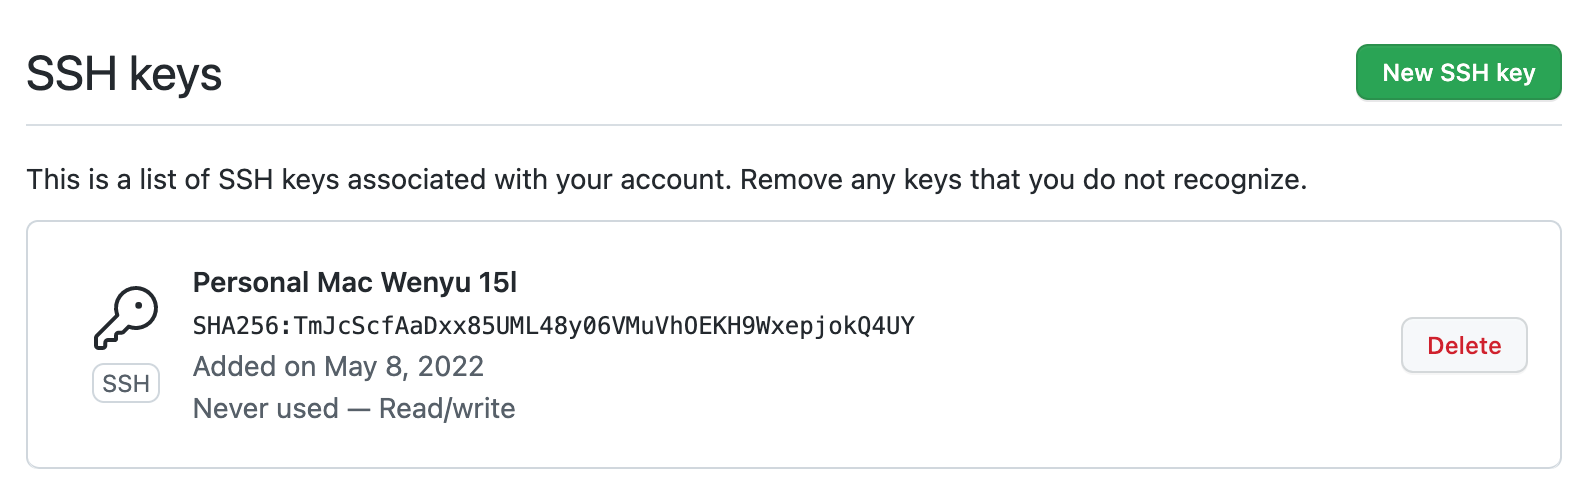 SSH keys
New SSH key
This is a list of SSH keys associated with your account. Remove any keys that you do not recognize.
Personal Mac Wenyu 15l
SHA256:TmJcScfAaDxx85UML48y06VMuVhOEKH9WxepjokQ4UY
Added on May 8, 2022
Never used — Read/write
SSH
Delete